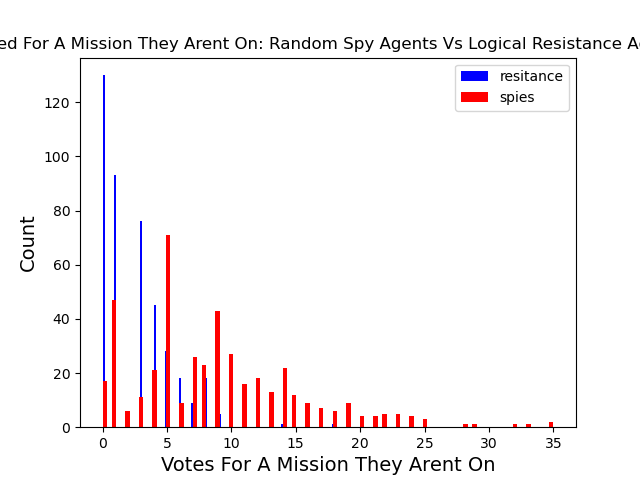 ed For A Mission They Arent On: Random Spy Agents Vs Logical Resistance A
resitance
spies
120
100
80
60
40
20
0
Count
0 5 10 15 20 25 30 35
Votes For A Mission They Arent On